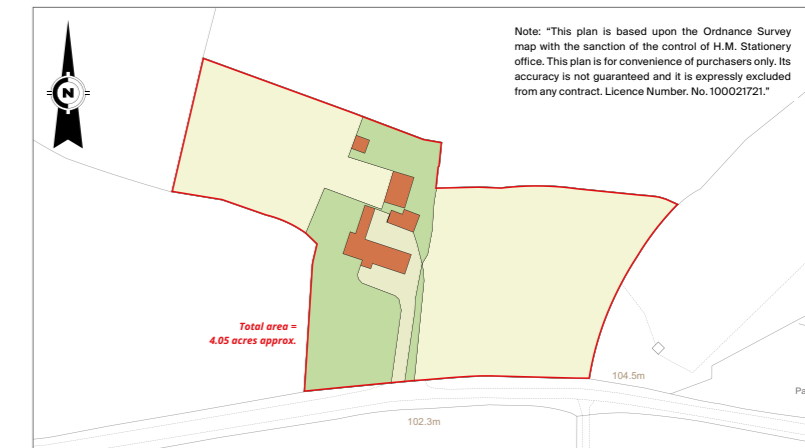 Note: “This plan is based upon the Ordnance Survey
map with the sanction of the control of H.M. Stationery
office. This plan is for convenience of purchasers only. Its
accuracy is not guaranteed and it is expressly excluded
from any contract. Licence Number. No. 100021721.”
N
Total area =
4.05 acres approx.
104.5m
Pa
102.3m